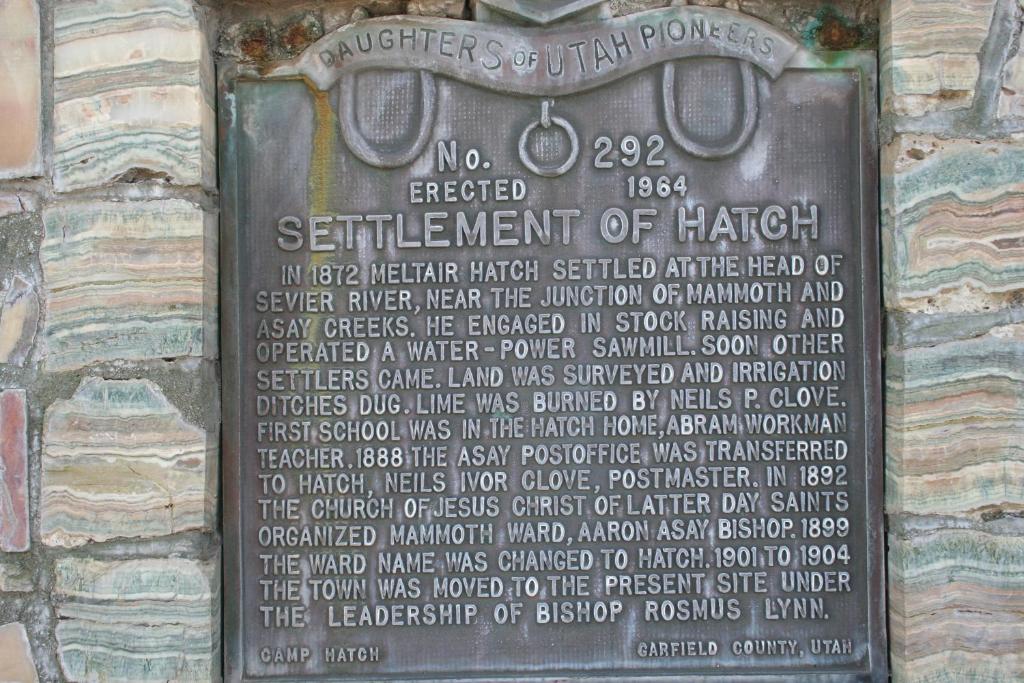 DAUGHTERS OF UTAH PIONEERS
No. 292
ERECTED 1964
SETTLEMENT OF HATCH
IN 1872 MELTAIR HATCH SETTLED AT THE HEAD OF
SEVIER RIVER, NEAR THE JUNCTION OF MAMMOTH AND
ASAY CREEKS. HE ENGAGED IN STOCK RAISING AND
OPERATED A WATER-POWER SAWMILL. SOON OTHER
SETTLERS CAME. LAND WAS SURVEYED AND IRRIGATION
DITCHES DUG. LIME WAS BURNED BY NEILS P. CLOVE.
FIRST SCHOOL WAS IN THE HATCH HOME, ABRAM WORKMAN
TEACHER. 1888 THE ASAY POSTOFFICE WAS TRANSFERRED
TO HATCH, NEILS IVOR CLOVE, POSTMASTER. IN 1892
THE CHURCH OF JESUS CHRIST OF LATTER DAY SAINTS
ORGANIZED MAMMOTH WARD, AARON ASAY BISHOP. 1899
THE WARD NAME WAS CHANGED TO HATCH. 1901 TO 1904
THE TOWN WAS MOVED TO THE PRESENT SITE UNDER
THE LEADERSHIP OF BISHOP ROSMUS LYNN.
CAMP HATCH GARFIELD COUNTY, UTAH